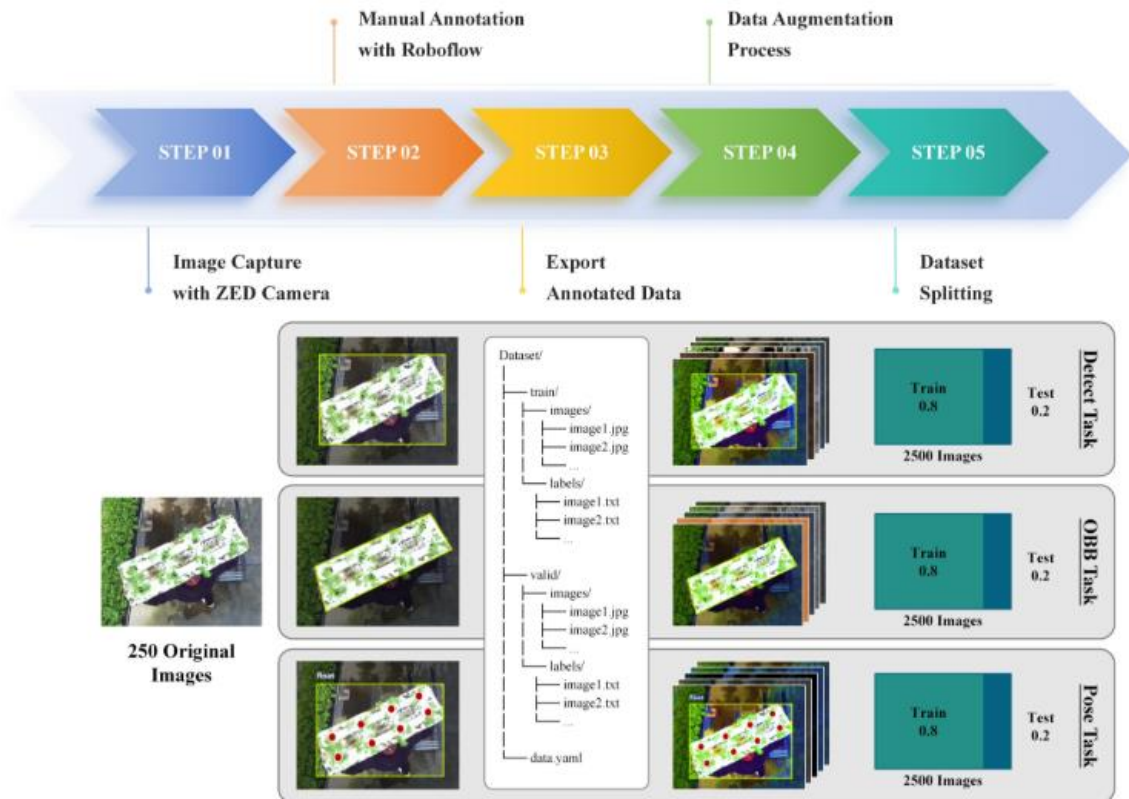 Manual Annotation
with Roboflow
Data Augmentation
Process
STEP 01
STEP 02
STEP 03
STEP 04
STEP 05
Image Capture
with ZED Camera
Export
Annotated Data
Dataset
Splitting
250 Original
Images
Dataset/
train/
images/
image1.jpg
image2.jpg
...
labels/
image1.txt
image2.txt
...
valid/
images/
image1.jpg
image2.jpg
...
labels/
image1.txt
image2.txt
...
data.yaml
Train
0.8
Test
0.2
2500 Images
Detect Task
Train
0.8
Test
0.2
2500 Images
OBB Task
float
Train
0.8
Test
0.2
2500 Images
Pose Task